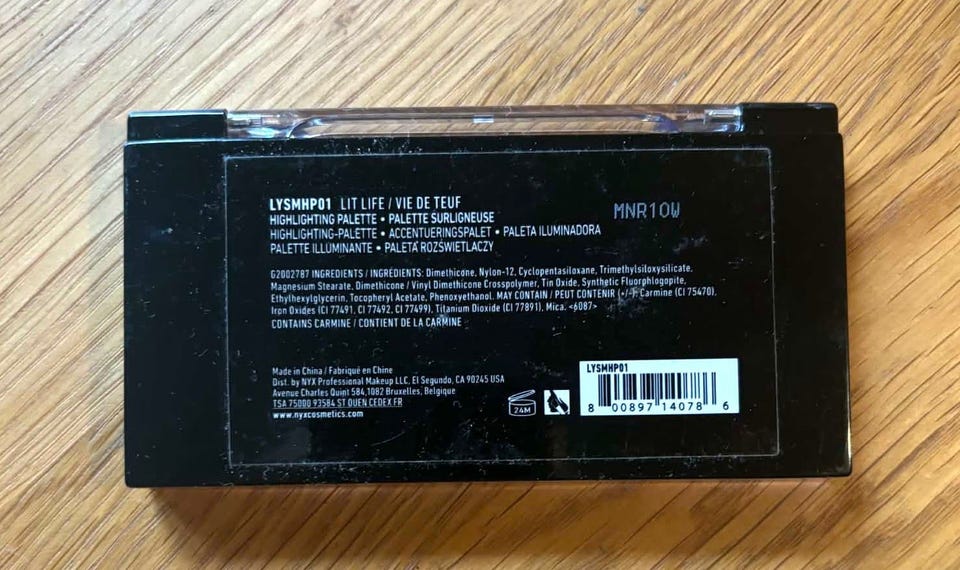 LYSMHP01 LIT LIFE / VIE DE TEUF
HIGHLIGHTING PALETTE • PALETTE SURLIGNEUSE
HIGHLIGHTING-PALETTE • ACCENTUERINGSPALET • PALETA ILUMINADORA
PALETTE ILLUMINANTE • PALETA ROZŚWIETLACZY
MNR10W
G2002787 INGREDIENTS / INGRÉDIENTS: Dimethicone, Nylon-12, Cyclopentasiloxane, Trimethylsiloxysilicate,
Magnesium Stearate, Dimethicone / Vinyl Dimethicone Crosspolymer, Tin Oxide, Synthetic Fluorphlogopite,
Ethylhexylglycerin, Tocopheryl Acetate, Phenoxyethanol. MAY CONTAIN / PEUT CONTENIR (+/-): Carmine (CI 75470),
Iron Oxides (CI 77491, CI 77492, CI 77499), Titanium Dioxide (CI 77891), Mica. <6087>
CONTAINS CARMINE / CONTIENT DE LA CARMINE
Made in China / Fabriqué en Chine
Dist. by NYX Professional Makeup LLC, El Segundo, CA 90245 USA
Avenue Charles Quint 584,1082 Bruxelles, Belgique
TSA 75000 93584 ST OUEN CEDEX FR
www.nyxcosmetics.com
24M
LYSMHP01
8 00897 14078 6